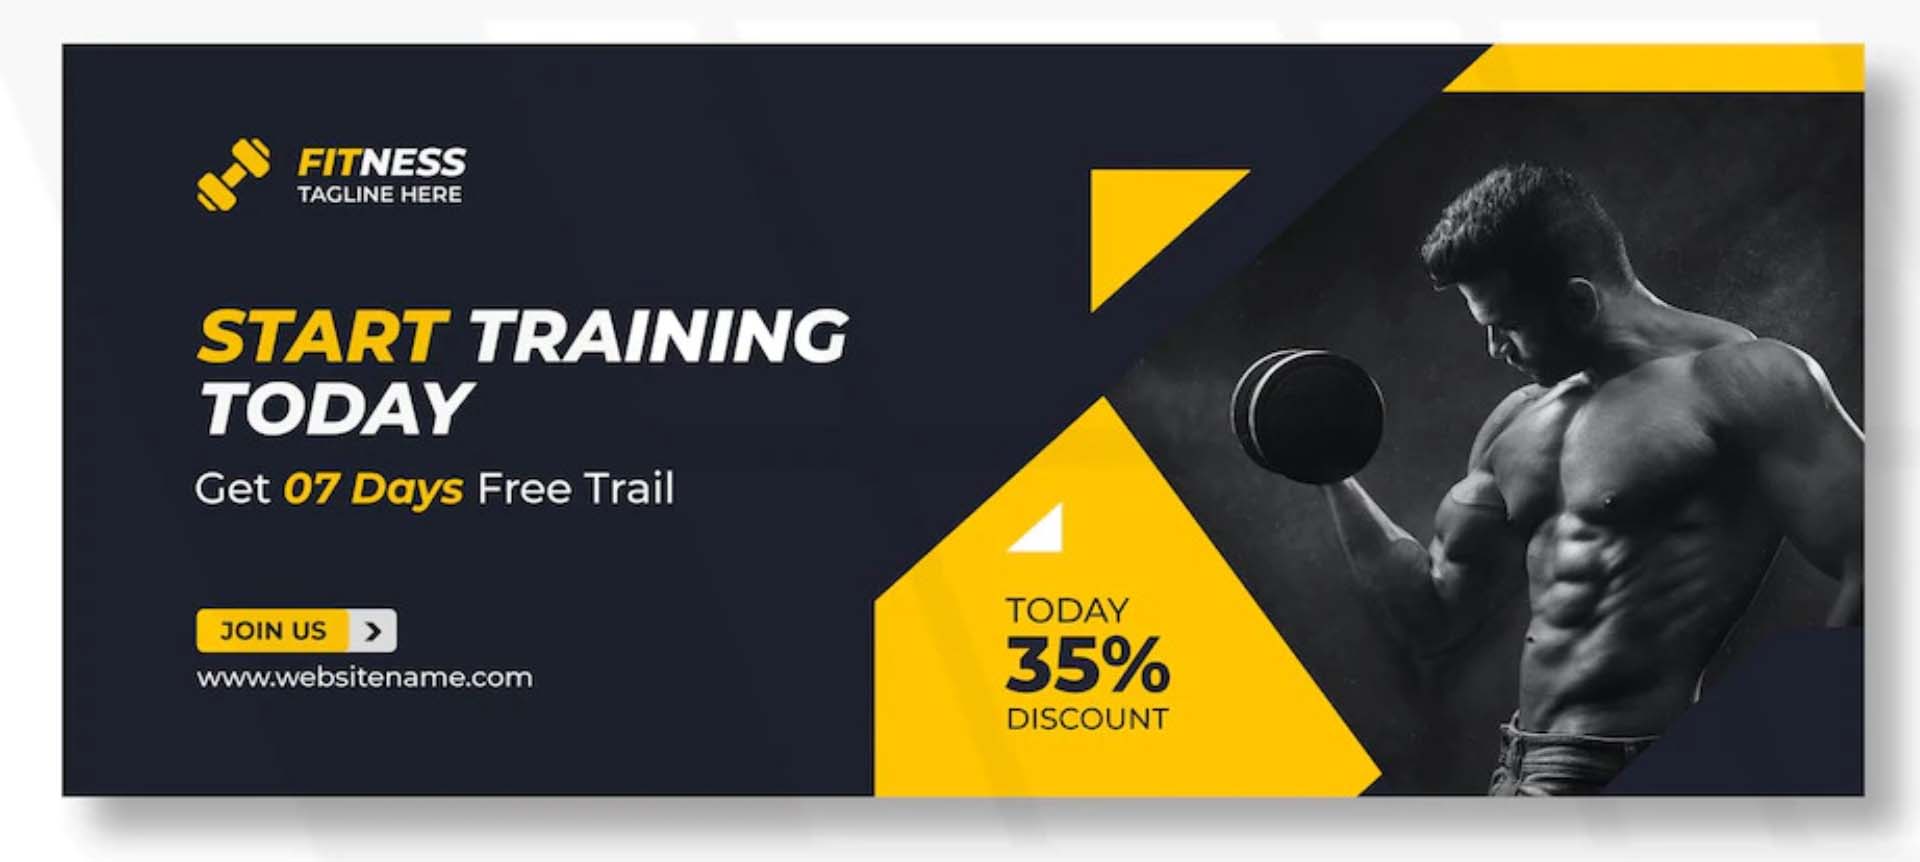 FITNESS
TAGLINE HERE
START TRAINING
TODAY
Get 07 Days Free Trail
JOIN US
www.websitename.com
TODAY
35%
DISCOUNT